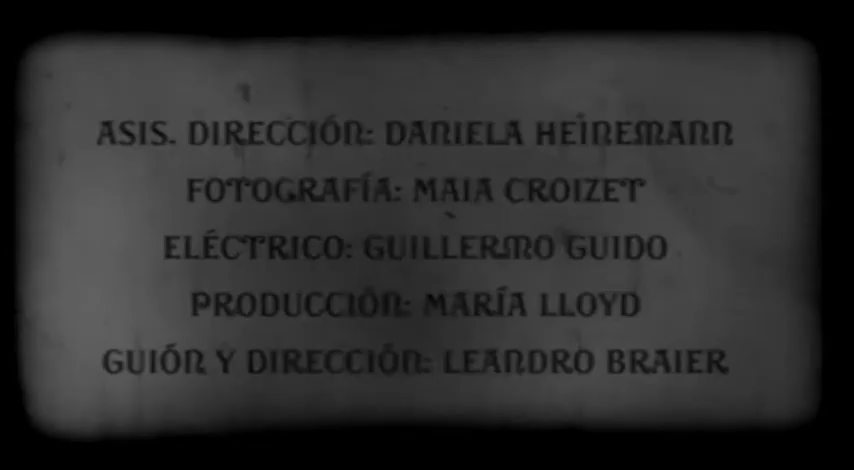 ASIS. DIRECCIÓN: DANIELA HEINEMANN
FOTOGRAFÍA: MAIA CROIZET
ELÉCTRICO: GUILLERMO GUIDO
PRODUCCIÓN: MARÍA LLOYD
GUIÓN Y DIRECCIÓN: LEANDRO BRAIER